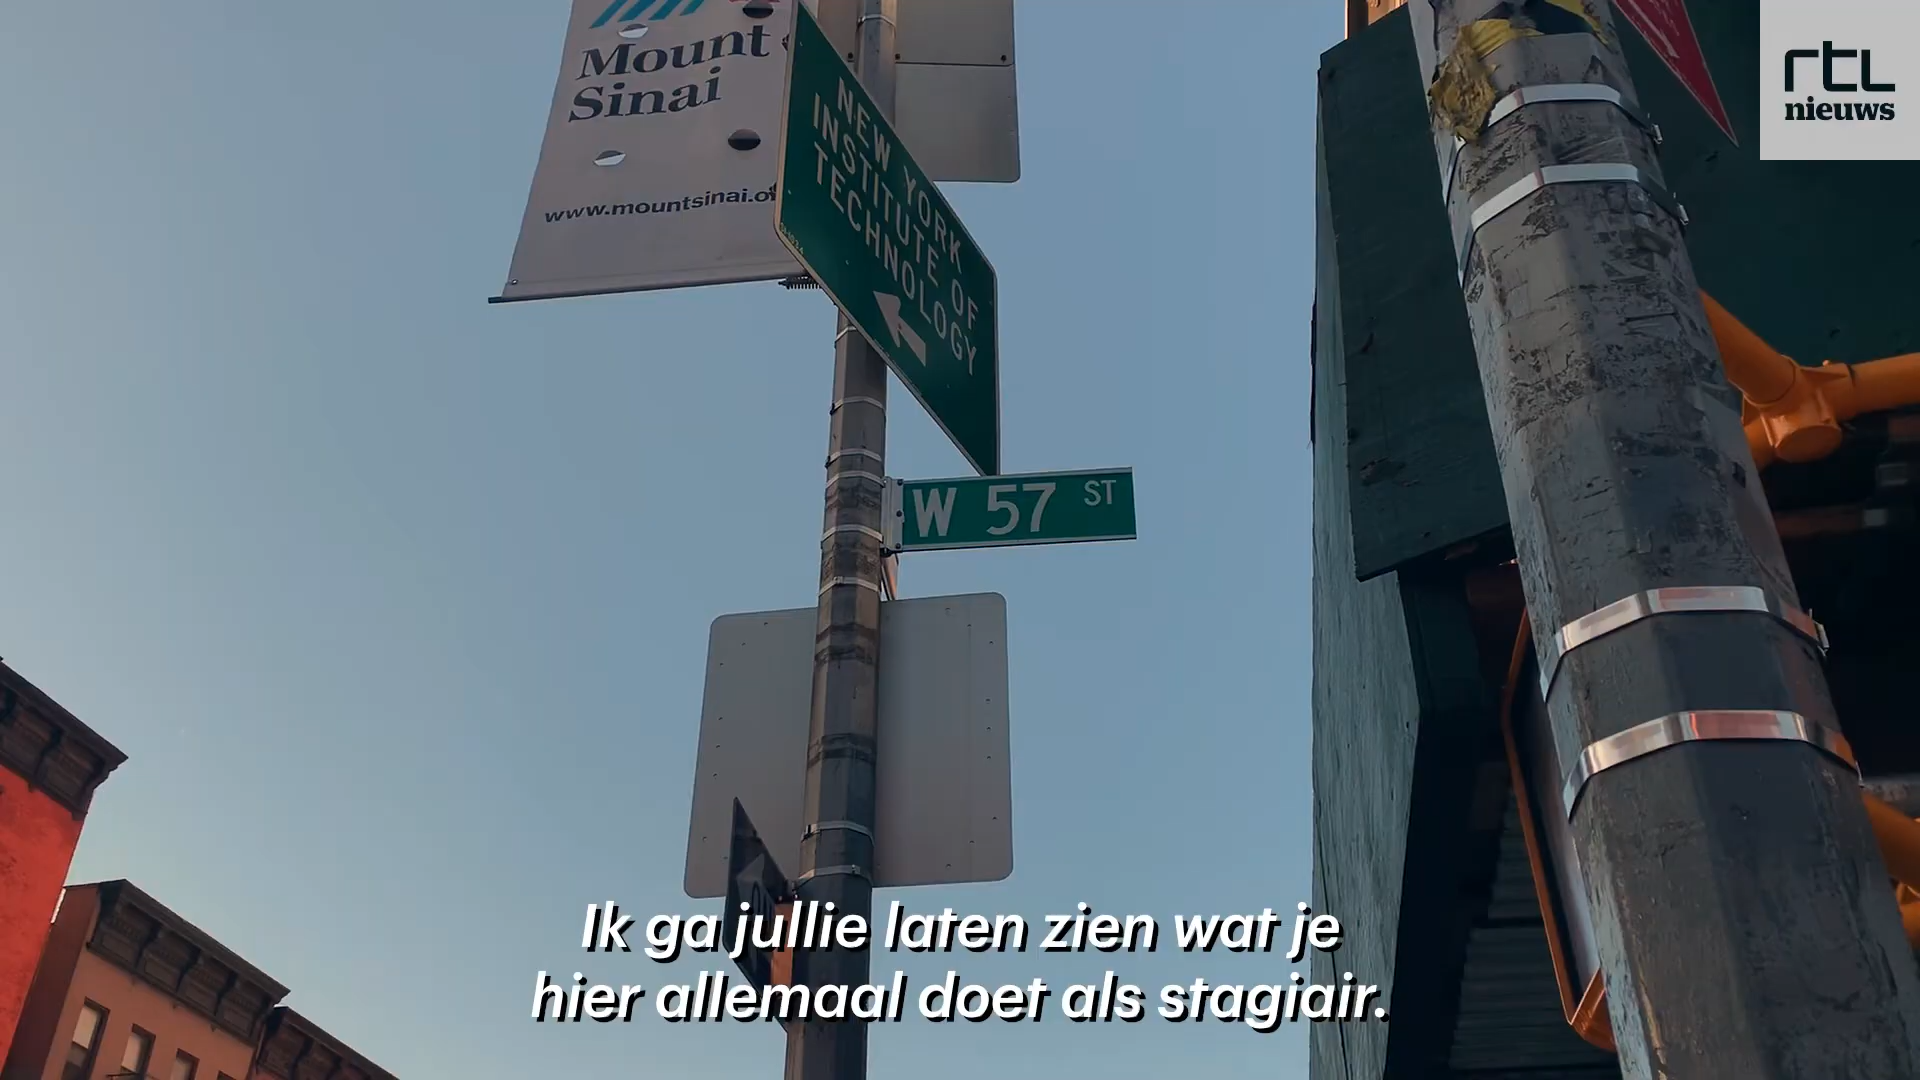 Mount
Sinai
www.mountsinai.o
NEW YORK
INSTITUTE OF
TECHNOLOGY
W 57 ST
rtl
nieuws
Ik ga jullie laten zien wat je
hier allemaal doet als stagiair.